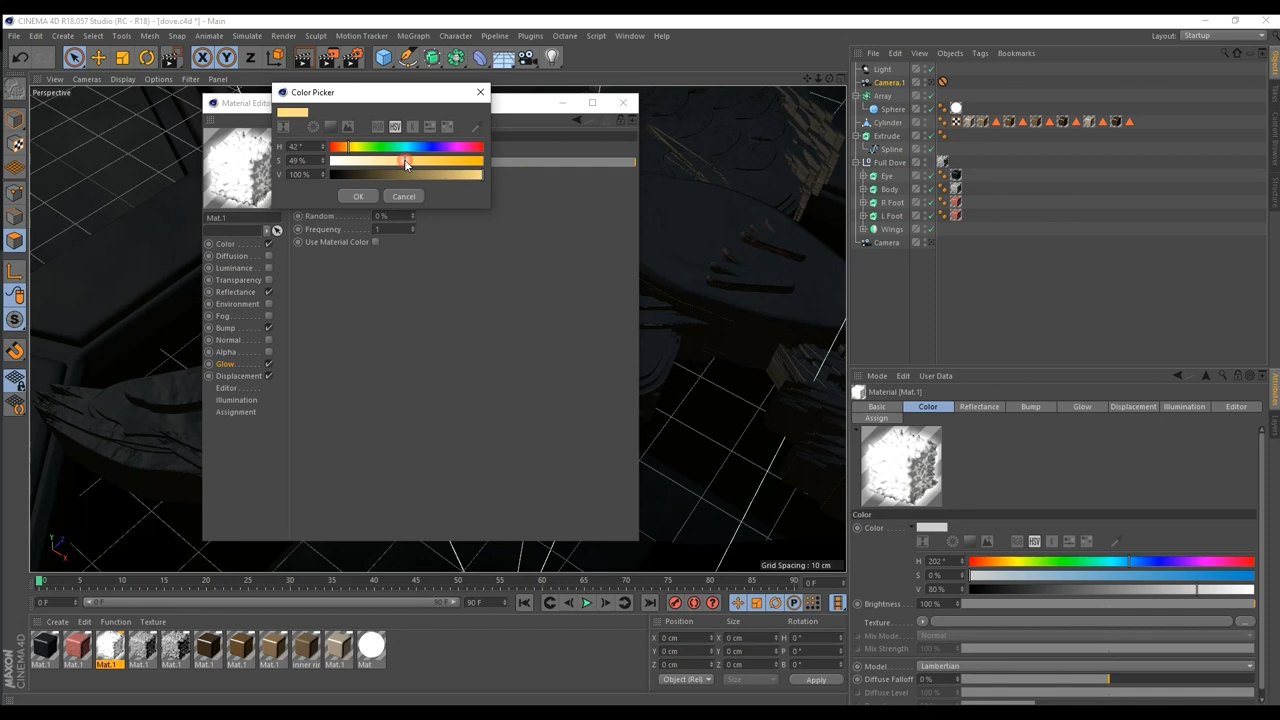 CINEMA 4D R18.057 Studio (RC - R18) - [dove.c4d *] - Main
File Edit Create Select Tools Mesh Snap Animate Simulate Render Sculpt Motion Tracker MoGraph Character Pipeline Plugins Octane Script Window Help
Layout: Startup
View Cameras Display Options Filter Panel
File Edit View Objects Tags Bookmarks
Perspective
Material Edito
Color Picker
Light
Camera.1
Array
Sphere
Cylinder
Extrude
Spline
Full Dove
Eye
Body
R Foot
L Foot
Wings
Camera
HSV
H 42 °
S 49 %
V 100 %
OK Cancel
Mat.1
Random 0 %
Frequency 1
Use Material Color
Color
Diffusion
Luminance
Transparency
Reflectance
Environment
Fog
Bump
Normal
Alpha
Glow
Displacement
Editor
Illumination
Assignment
Grid Spacing : 10 cm
Mode Edit User Data
Material [Mat.1]
Basic Color Reflectance Bump Glow Displacement Illumination Editor
Assign
Color
Color
HSV
H 202 °
S 0 %
V 80 %
Brightness 100 %
Texture
Mix Mode Normal
Mix Strength 100 %
Model Lambertian
Diffuse Falloff 0 %
Diffuse Level 100 %
0 5 10 15 20 25 30 35 40 45 50 55 60 65 70 75 80 85 90 0 F
0 F 0 F 90 F 90 F
Create Edit Function Texture
Mat.1 Mat.1 Mat.1 Mat.1 Mat.1 Mat.1 Mat.1 Mat.1 inner rin Mat.1 Mat
Position Size Rotation
X 0 cm X 0 cm H 0 °
Y 0 cm Y 0 cm P 0 °
Z 0 cm Z 0 cm B 0 °
Object (Rel) Size Apply
MAXON CINEMA 4D
Objects
Content Browser
Structure
Attributes
Layers